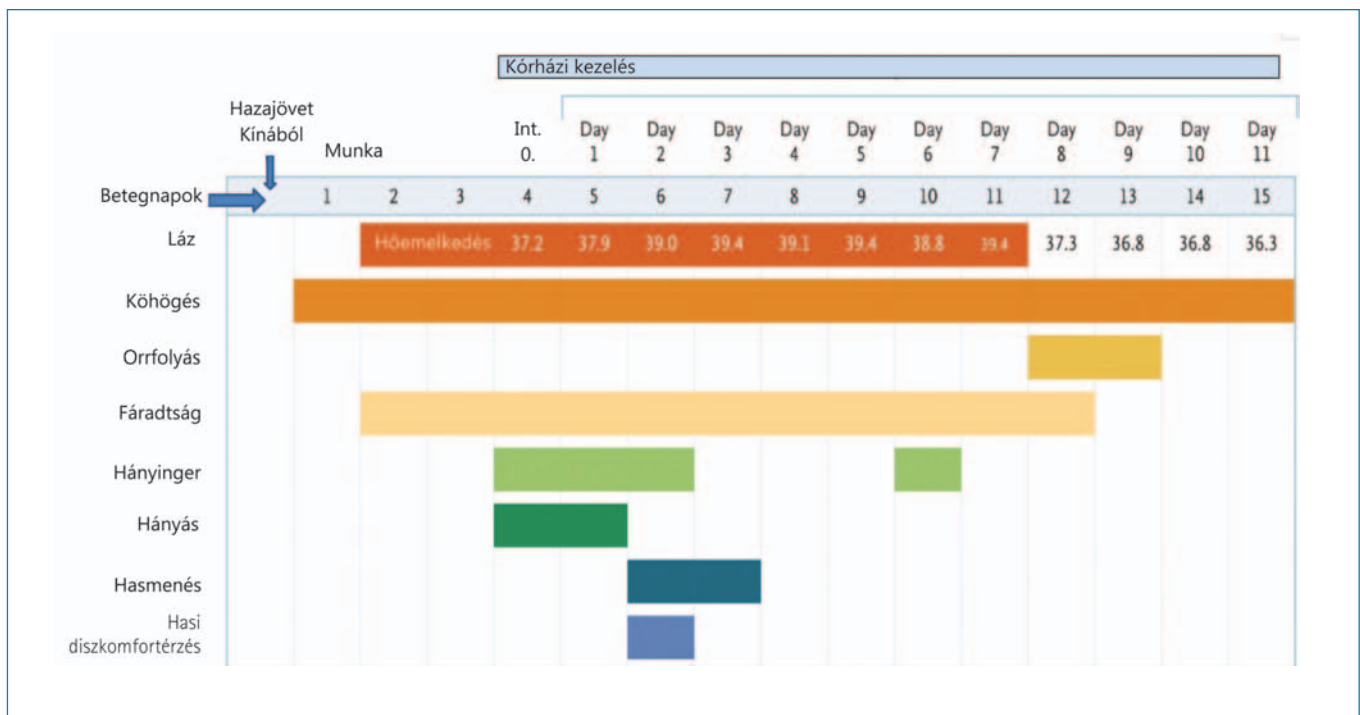 Kórházi kezelés
Hazajövet
Kínából
Munka
Int. Day Day Day Day Day Day Day Day Day Day Day
0. 1 2 3 4 5 6 7 8 9 10 11
Betegnapok 1 2 3 4 5 6 7 8 9 10 11 12 13 14 15
Láz Hőemelkedés 37.2 37.9 39.0 39.4 39.1 39.4 38.8 39.4 37.3 36.8 36.8 36.3
Köhögés
Orrfolyás
Fáradtság
Hányinger
Hányás
Hasmenés
Hasi
diszkomfortérzés